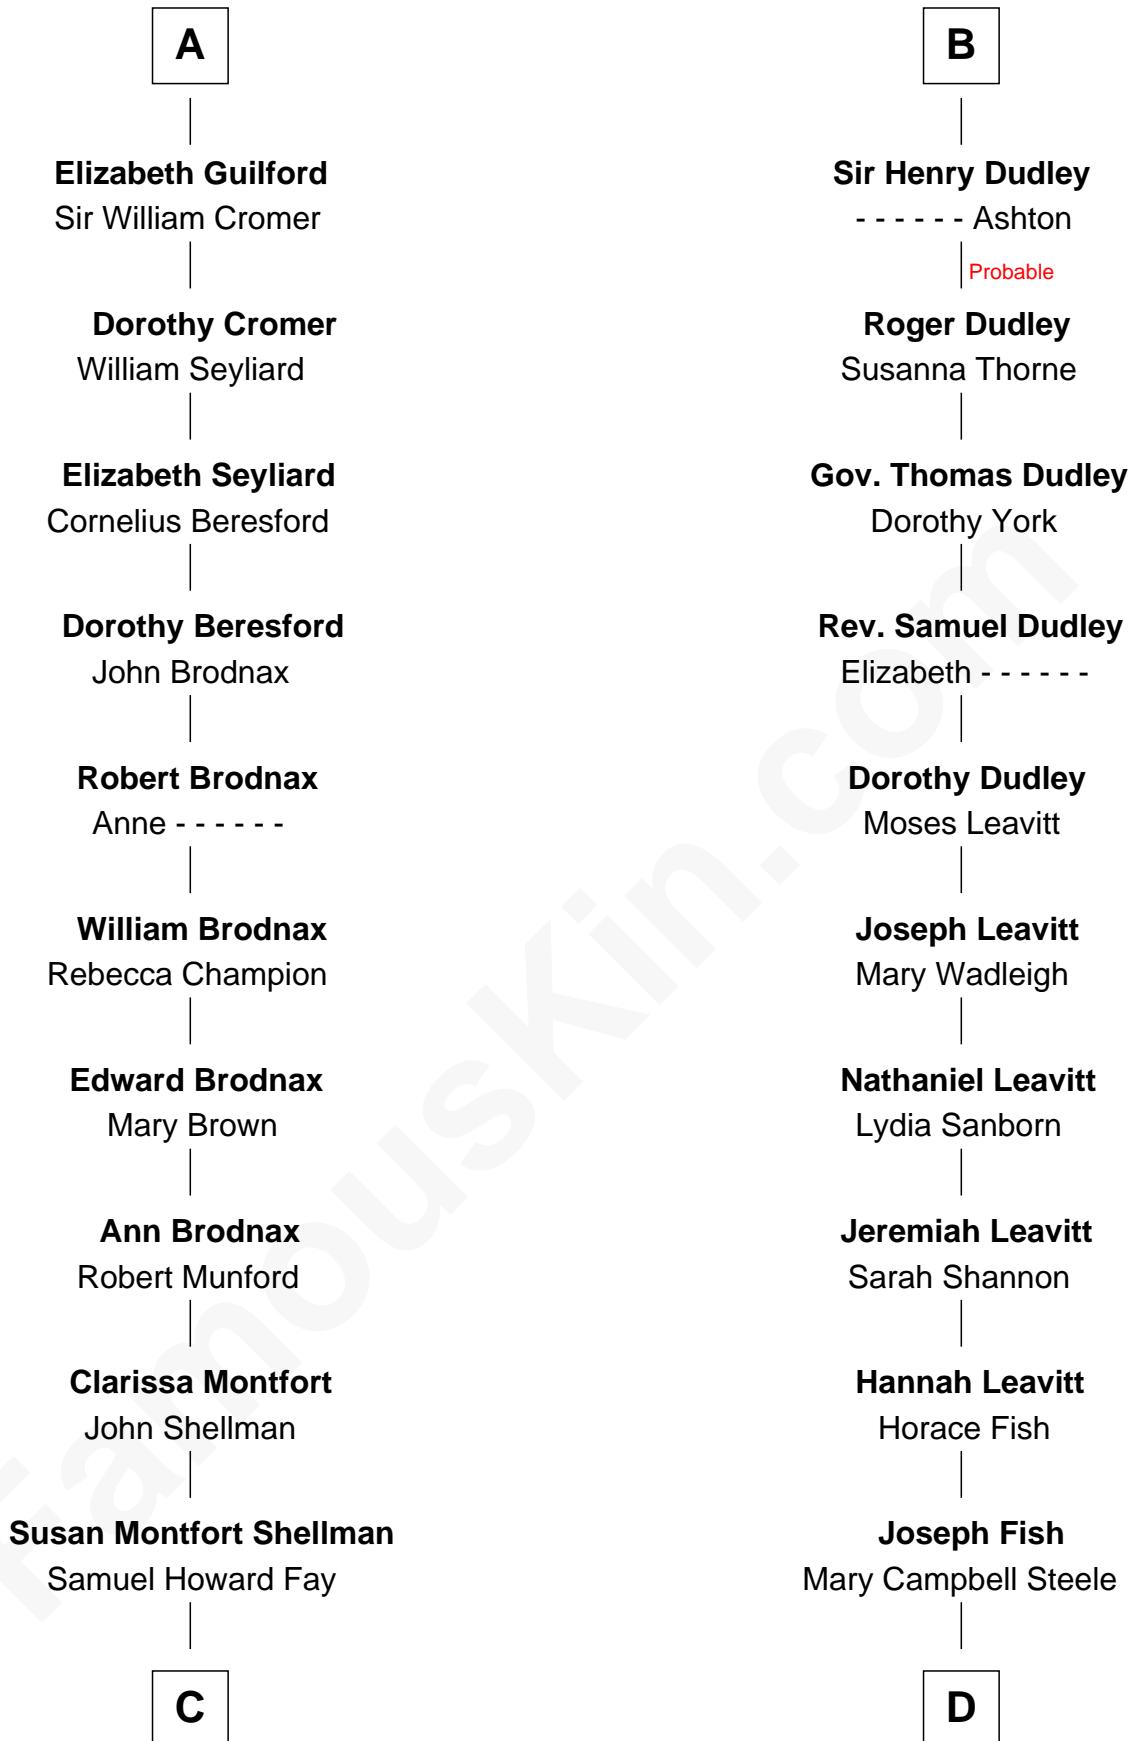 A
Elizabeth Guilford
Sir William Cromer
Dorothy Cromer
William Seyliard
Elizabeth Seyliard
Cornelius Beresford
Dorothy Beresford
John Brodnax
Robert Brodnax
Anne - - - - - -
William Brodnax
Rebecca Champion
Edward Brodnax
Mary Brown
Ann Brodnax
Robert Munford
Clarissa Montfort
John Shellman
Susan Montfort Shellman
Samuel Howard Fay
C
B
Sir Henry Dudley
- - - - - - Ashton
Probable
Roger Dudley
Susanna Thorne
Gov. Thomas Dudley
Dorothy York
Rev. Samuel Dudley
Elizabeth - - - - - -
Dorothy Dudley
Moses Leavitt
Joseph Leavitt
Mary Wadleigh
Nathaniel Leavitt
Lydia Sanborn
Jeremiah Leavitt
Sarah Shannon
Hannah Leavitt
Horace Fish
Joseph Fish
Mary Campbell Steele
D
FamousKin.com